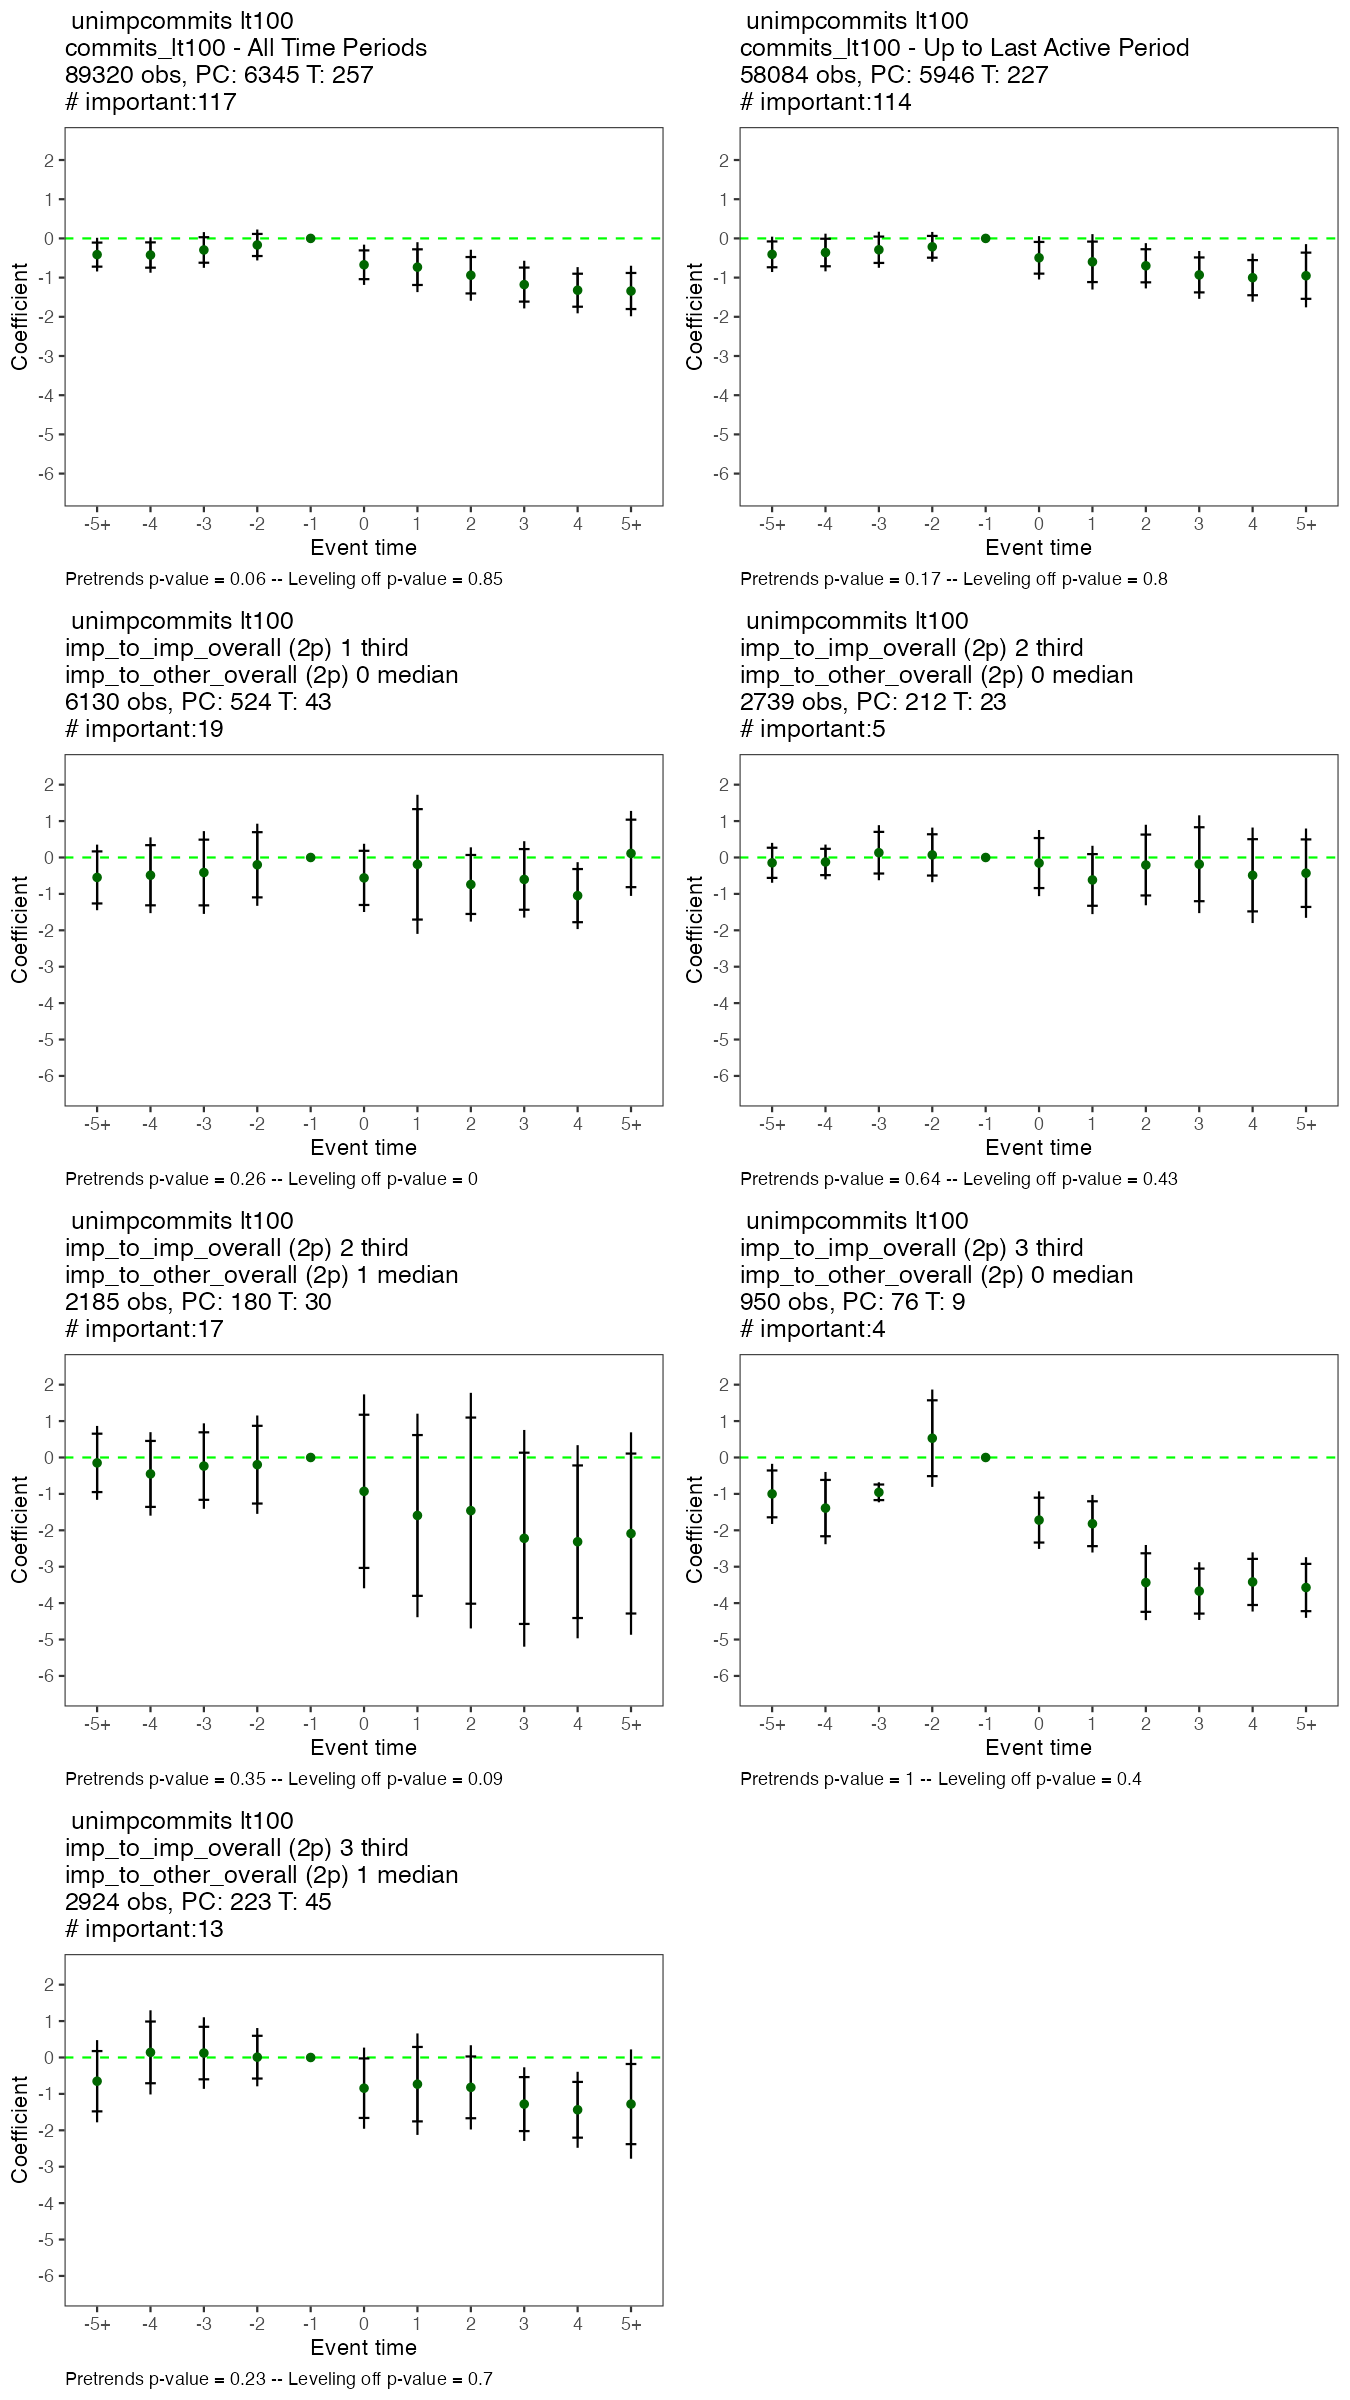 unimpcommits lt100
commits_lt100 - All Time Periods
89320 obs, PC: 6345 T: 257
# important:117
2
1
0
-1
-2
-3
-4
-5
-6
Coefficient
-5+ -4 -3 -2 -1 0 1 2 3 4 5+
Event time
Pretrends p-value = 0.06 -- Leveling off p-value = 0.85
unimpcommits lt100
commits_lt100 - Up to Last Active Period
58084 obs, PC: 5946 T: 227
# important:114
2
1
0
-1
-2
-3
-4
-5
-6
Coefficient
-5+ -4 -3 -2 -1 0 1 2 3 4 5+
Event time
Pretrends p-value = 0.17 -- Leveling off p-value = 0.8
unimpcommits lt100
imp_to_imp_overall (2p) 1 third
imp_to_other_overall (2p) 0 median
6130 obs, PC: 524 T: 43
# important:19
2
1
0
-1
-2
-3
-4
-5
-6
Coefficient
-5+ -4 -3 -2 -1 0 1 2 3 4 5+
Event time
Pretrends p-value = 0.26 -- Leveling off p-value = 0
unimpcommits lt100
imp_to_imp_overall (2p) 2 third
imp_to_other_overall (2p) 0 median
2739 obs, PC: 212 T: 23
# important:5
2
1
0
-1
-2
-3
-4
-5
-6
Coefficient
-5+ -4 -3 -2 -1 0 1 2 3 4 5+
Event time
Pretrends p-value = 0.64 -- Leveling off p-value = 0.43
unimpcommits lt100
imp_to_imp_overall (2p) 2 third
imp_to_other_overall (2p) 1 median
2185 obs, PC: 180 T: 30
# important:17
2
1
0
-1
-2
-3
-4
-5
-6
Coefficient
-5+ -4 -3 -2 -1 0 1 2 3 4 5+
Event time
Pretrends p-value = 0.35 -- Leveling off p-value = 0.09
unimpcommits lt100
imp_to_imp_overall (2p) 3 third
imp_to_other_overall (2p) 0 median
950 obs, PC: 76 T: 9
# important:4
2
1
0
-1
-2
-3
-4
-5
-6
Coefficient
-5+ -4 -3 -2 -1 0 1 2 3 4 5+
Event time
Pretrends p-value = 1 -- Leveling off p-value = 0.4
unimpcommits lt100
imp_to_imp_overall (2p) 3 third
imp_to_other_overall (2p) 1 median
2924 obs, PC: 223 T: 45
# important:13
2
1
0
-1
-2
-3
-4
-5
-6
Coefficient
-5+ -4 -3 -2 -1 0 1 2 3 4 5+
Event time
Pretrends p-value = 0.23 -- Leveling off p-value = 0.7